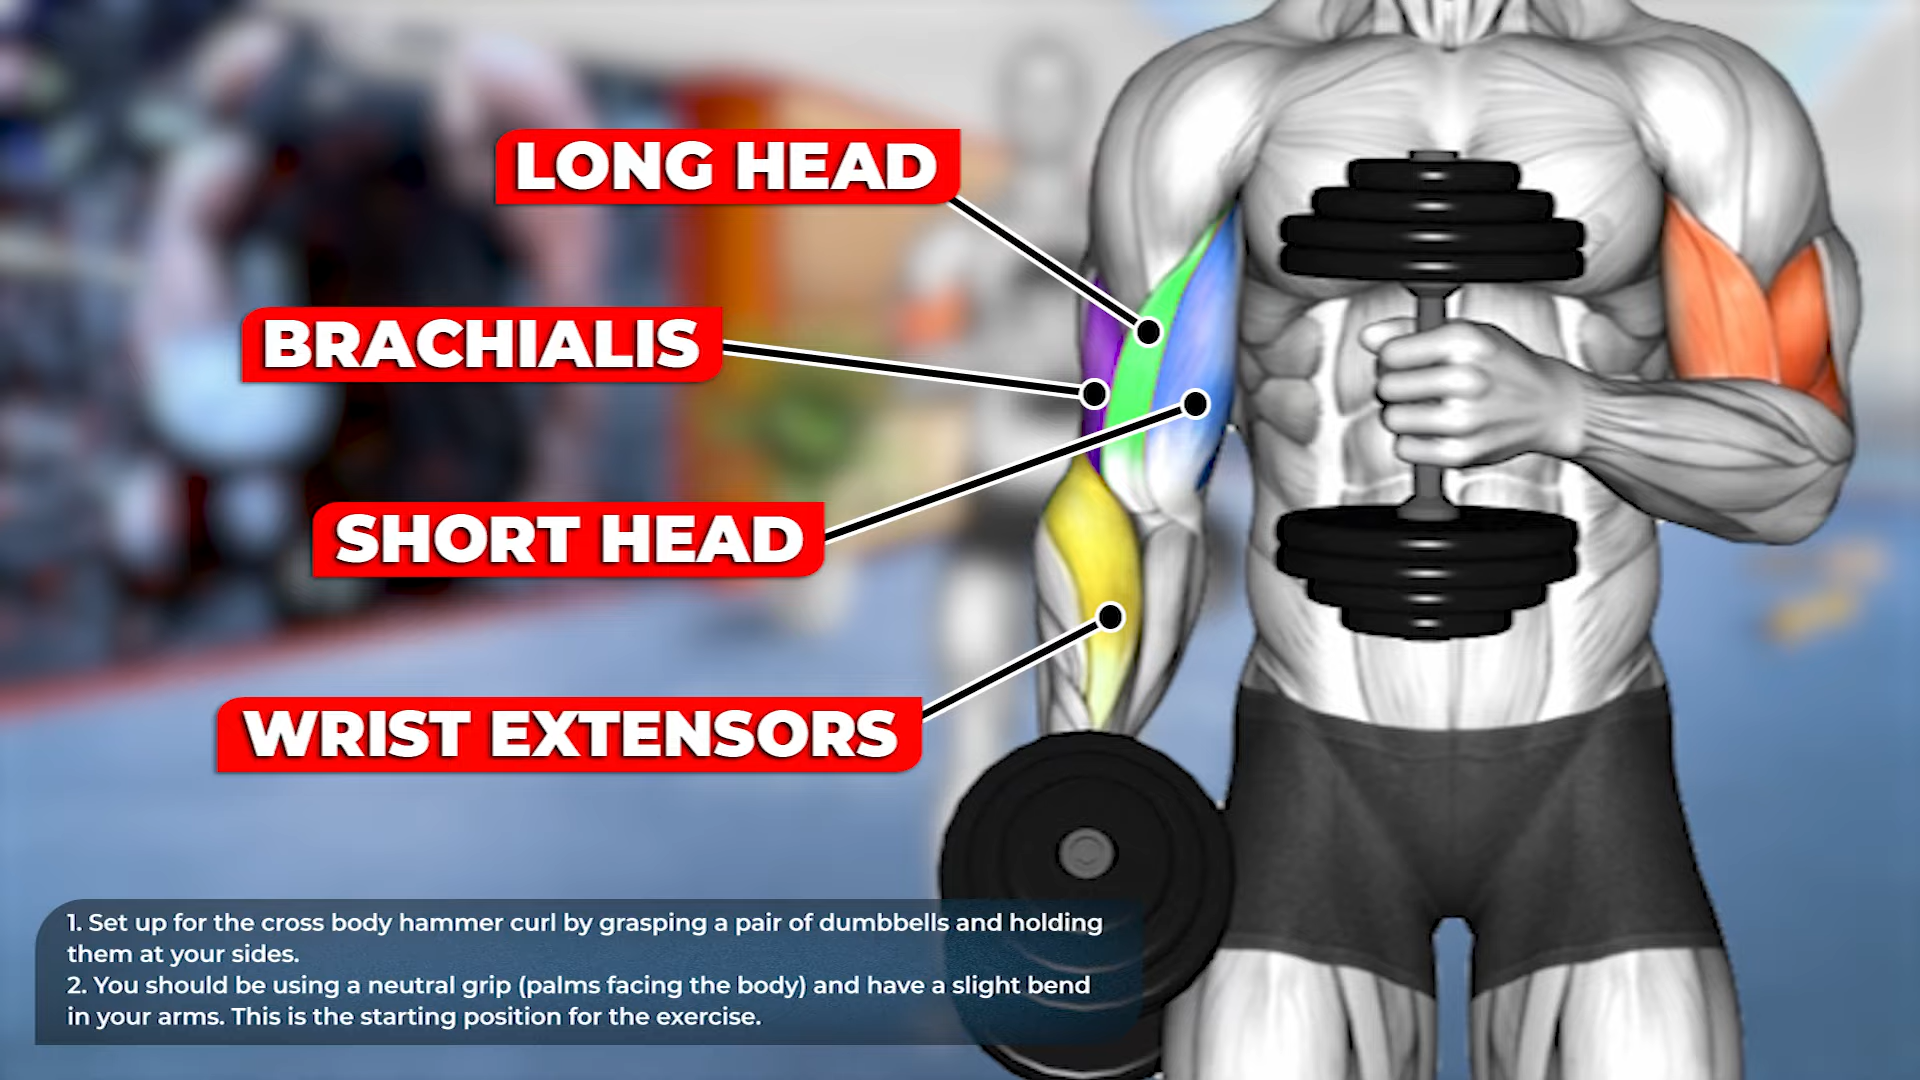 LONG HEAD
BRACHIALIS
SHORT HEAD
WRIST EXTENSORS
1. Set up for the cross body hammer curl by grasping a pair of dumbbells and holding
them at your sides.
2. You should be using a neutral grip (palms facing the body) and have a slight bend
in your arms. This is the starting position for the exercise.